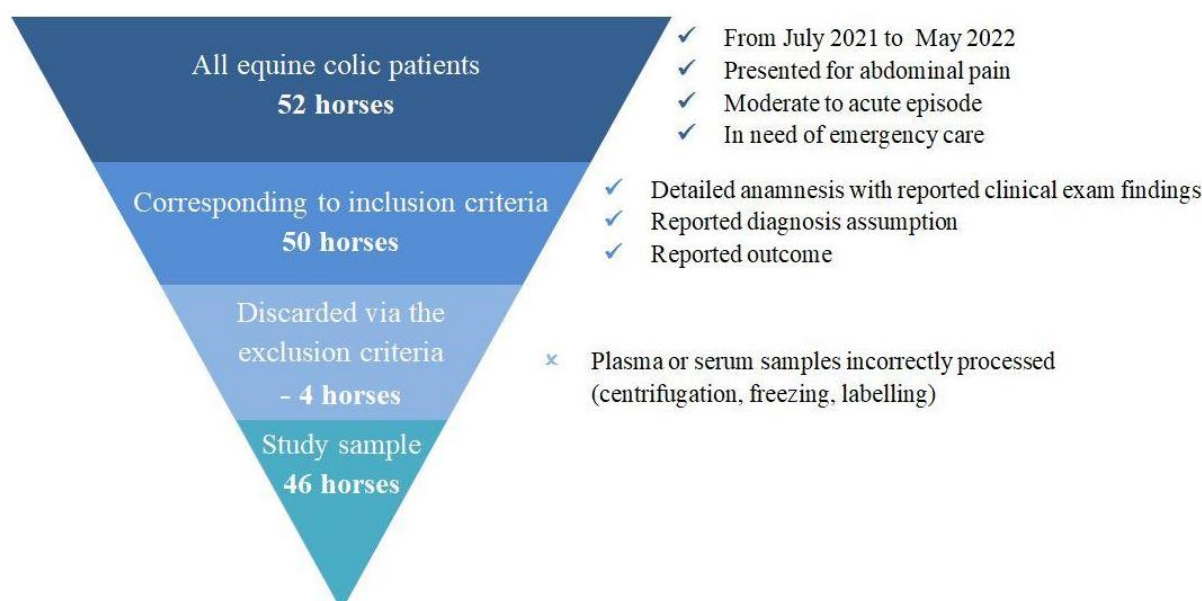 All equine colic patients
52 horses
✓ From July 2021 to May 2022
✓ Presented for abdominal pain
✓ Moderate to acute episode
✓ In need of emergency care
Corresponding to inclusion criteria
50 horses
✓ Detailed anamnesis with reported clinical exam findings
✓ Reported diagnosis assumption
✓ Reported outcome
Discarded via the
exclusion criteria
- 4 horses
× Plasma or serum samples incorrectly processed
(centrifugation, freezing, labelling)
Study sample
46 horses